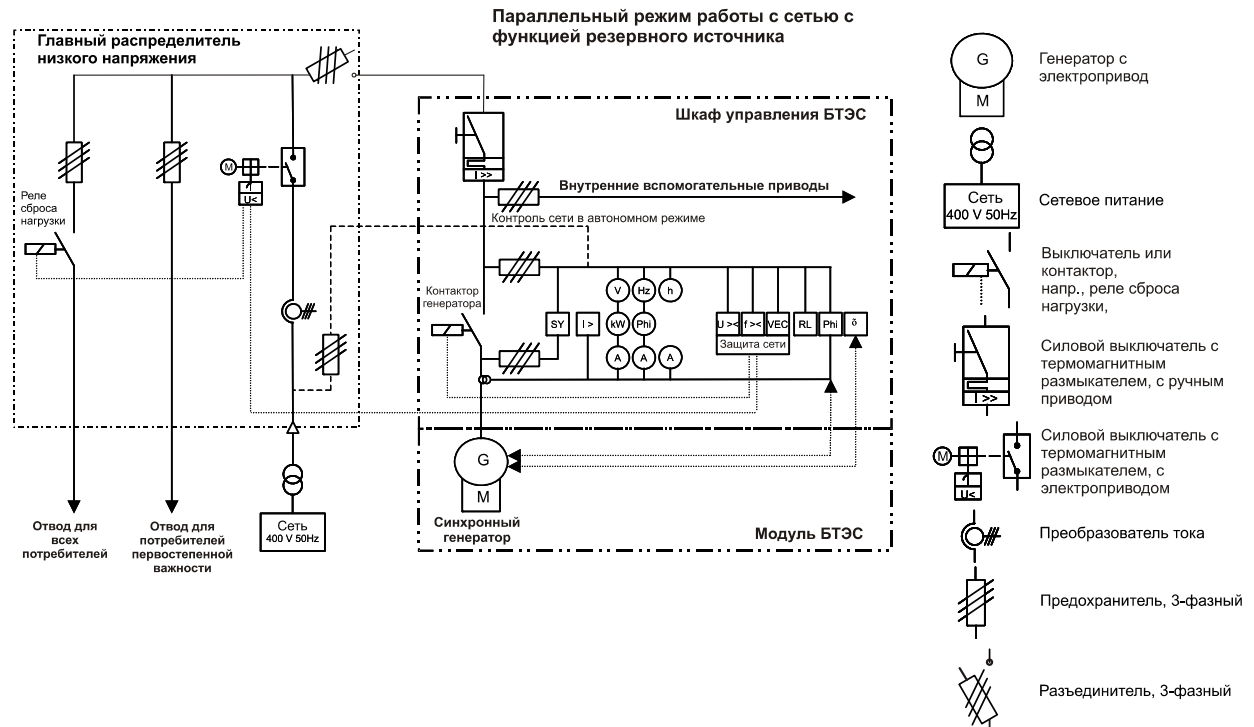 Параллельный режим работы с сетью с
функцией резервного источника
Главный распределитель
низкого напряжения
Реле
сброса
нагрузки
M
U<
Отвод для
всех
потребителей
Отвод для
потребителей
первостепенной
важности
Сеть
400 V 50Hz
Шкаф управления БТЭС
I >>
Внутренние вспомогательные приводы
Контроль сети в автономном режиме
Контактор
генератора
V
Hz
h
SY
I >
kW
Phi
U ><
f ><
VEC
RL
Phi
δ
Защита сети
A
A
A
G
M
Синхронный
генератор
Модуль БТЭС
G
M
Генератор с
электропривод
Сеть
400 V 50Hz
Сетевое питание
Выключатель или
контактор,
напр., реле сброса
нагрузки,
I >>
Силовой выключатель с
термомагнитным
размыкателем, с ручным
приводом
M
U<
Силовой выключатель с
термомагнитным
размыкателем, с
электроприводом
Преобразователь тока
Предохранитель, 3-фазный
Разъединитель, 3-фазный